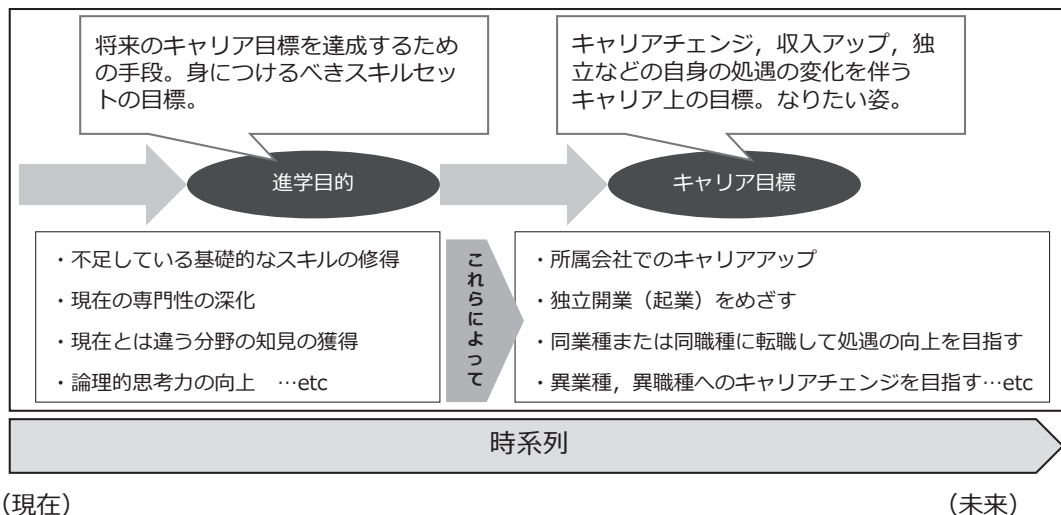 将来のキャリア目標を達成するため
の手段。身につけるべきスキルセッ
トの目標。
キャリアチェンジ，収入アップ，独
立などの自身の処遇の変化を伴う
キャリア上の目標。なりたい姿。
進学目的
キャリア目標
・不足している基礎的なスキルの修得
・現在の専門性の深化
・現在とは違う分野の知見の獲得
・論理的思考力の向上　…etc
これらによって
・所属会社でのキャリアアップ
・独立開業（起業）をめざす
・同業種または同職種に転職して処遇の向上を目指す
・異業種，異職種へのキャリアチェンジを目指す…etc
時系列
（現在）
（未来）